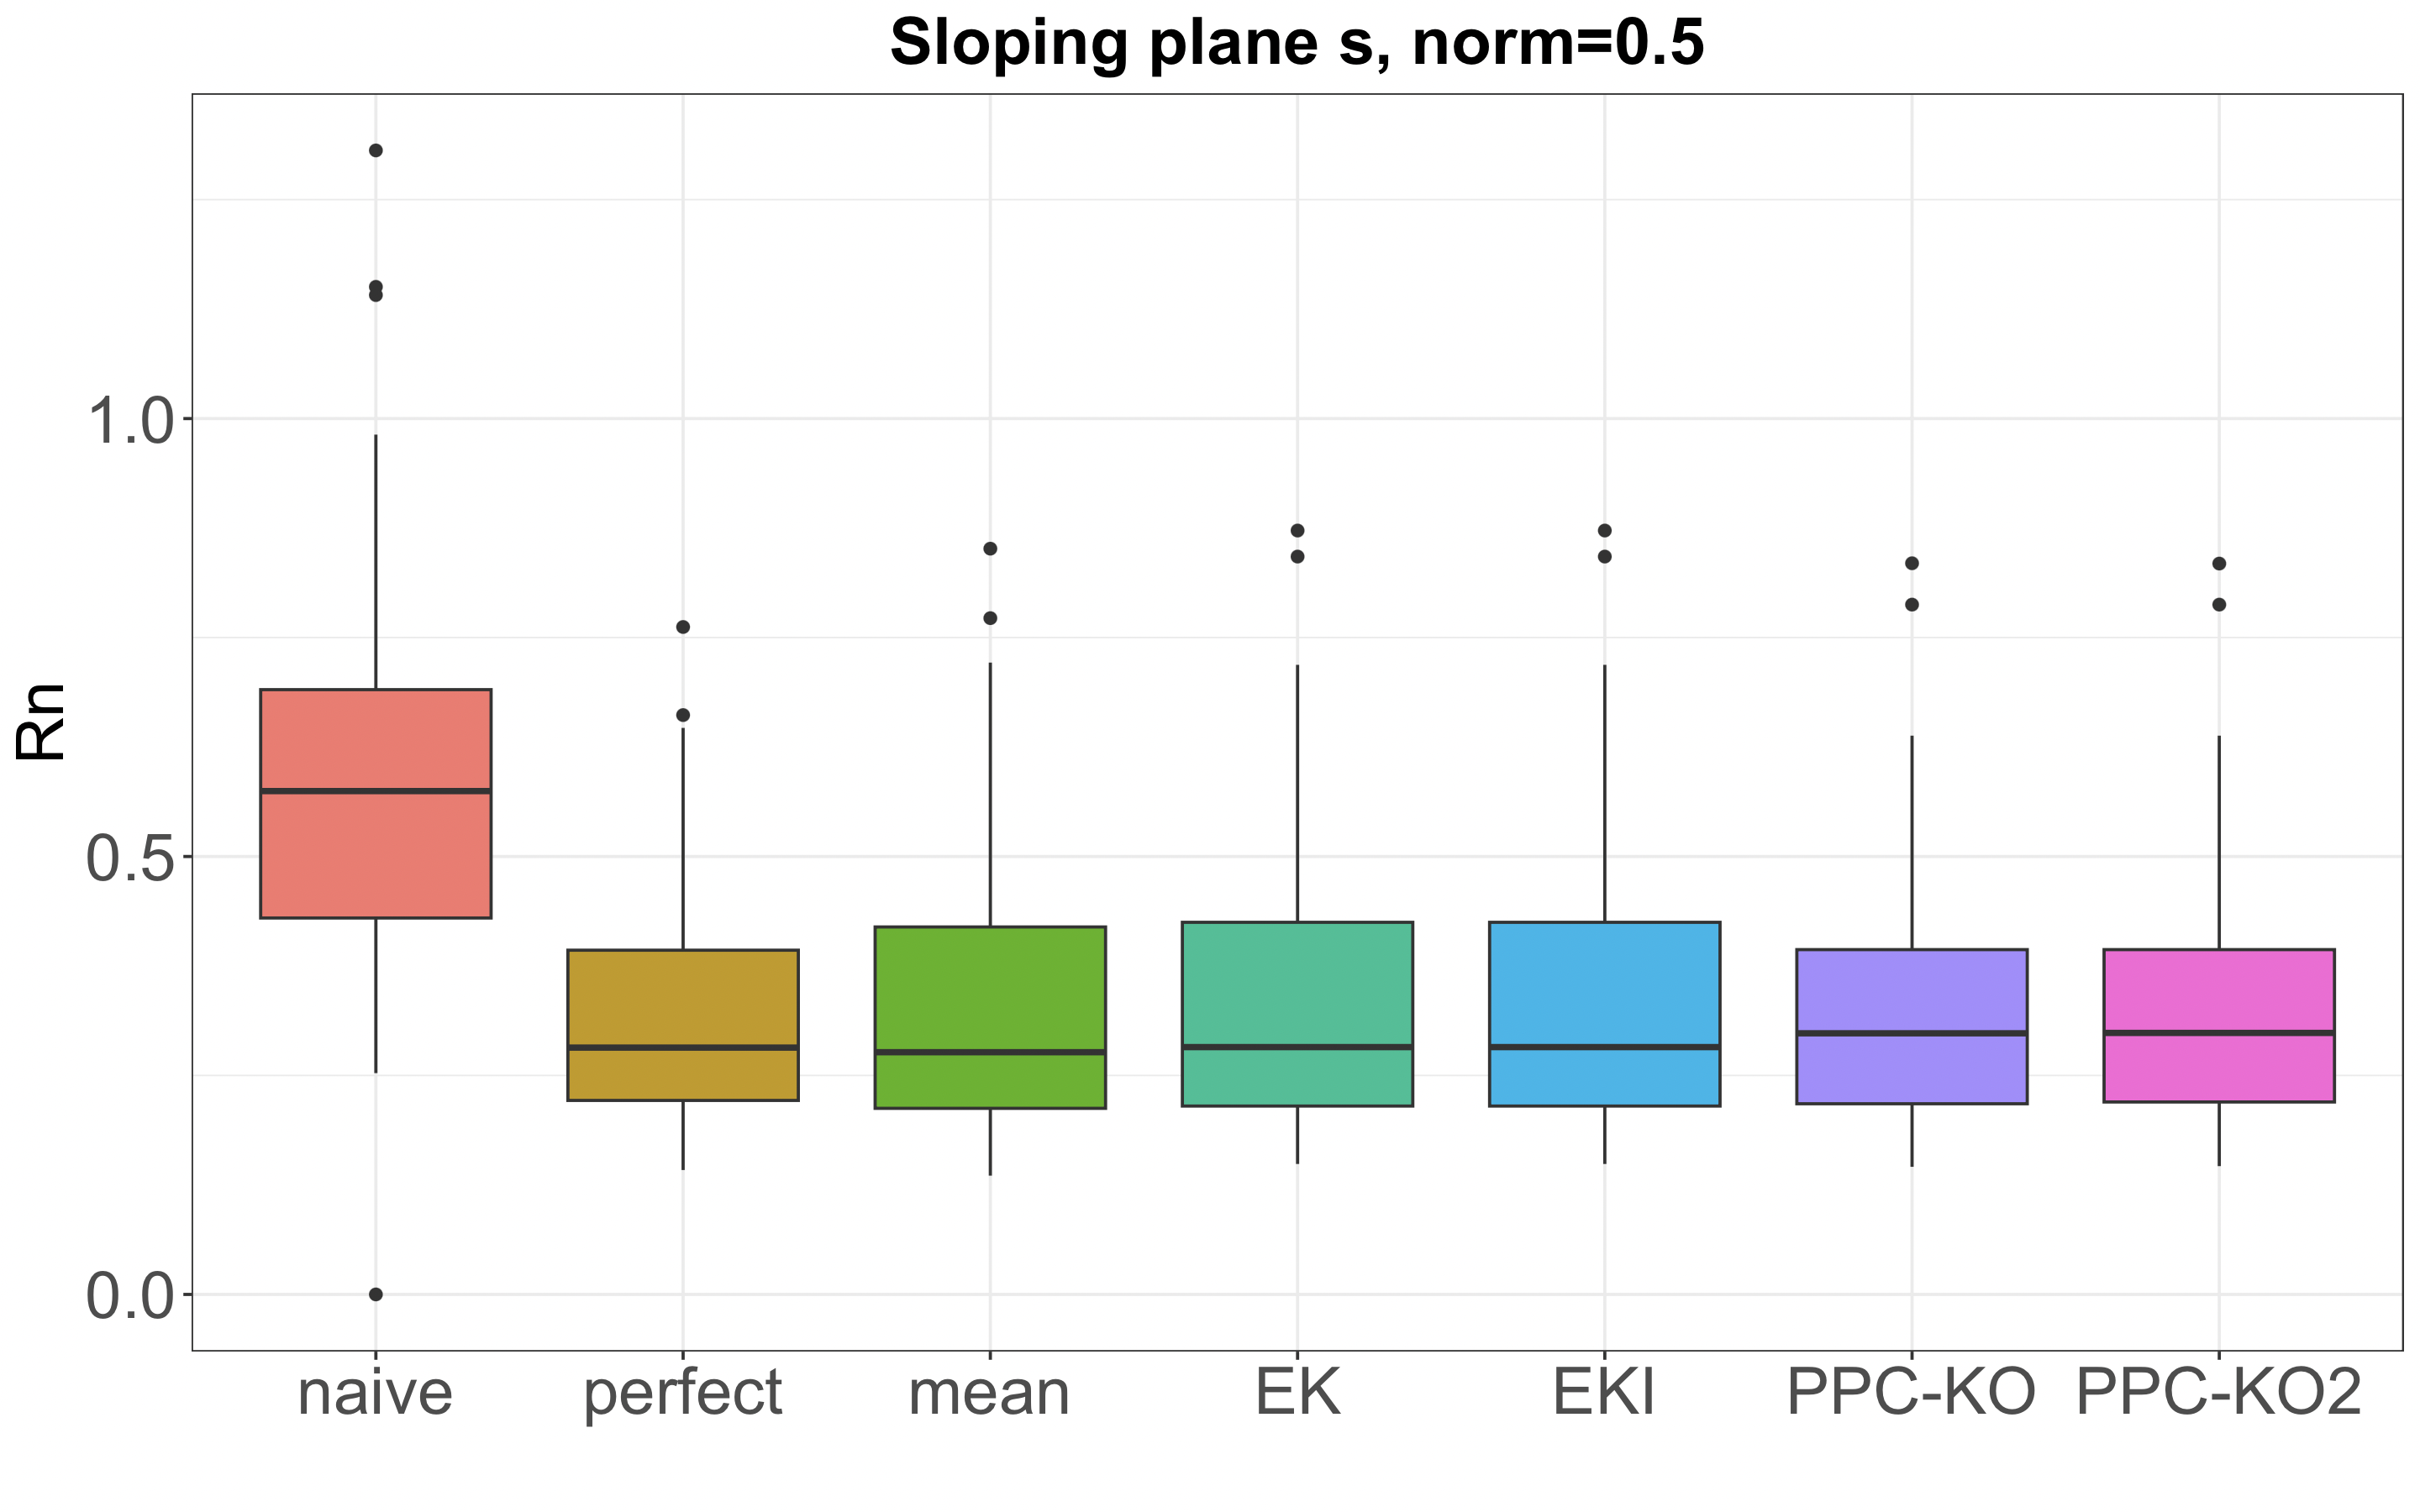 Sloping plane s, norm=0.5
Rn
1.0
0.5
0.0
naive perfect mean EK EKI PPC-KO PPC-KO2